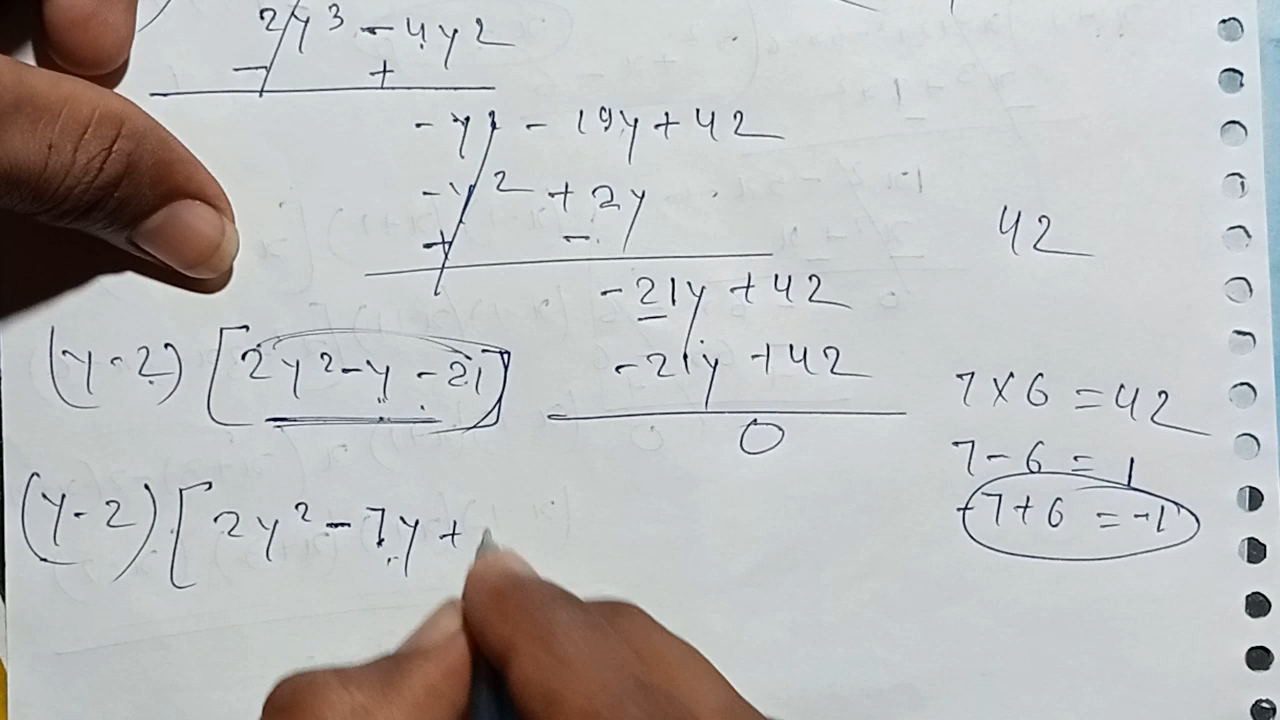 2y3 - 4y2
- +
- y2 - 19y + 42
- y2 + 2y
+ -
42
- 21y + 42
(y - 2) [2y2 - y - 21]
- 21y + 42
0
7 x 6 = 42
7 - 6 = 1
- 7 + 6 = -1
(y - 2) [2y2 - 7y +